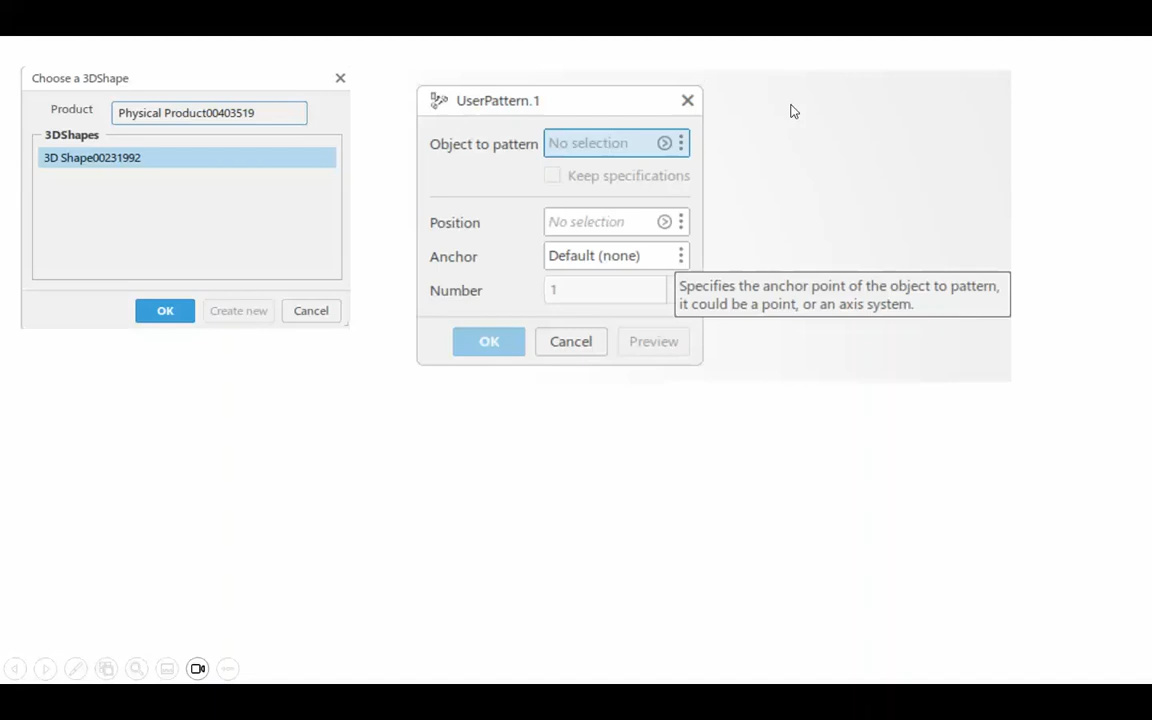 Choose a 3DShape
Product
Physical Product00403519
3DShapes
3D Shape00231992
OK
Create new
Cancel
UserPattern.1
Object to pattern
No selection
Keep specifications
Position
No selection
Anchor
Default (none)
Number
1
Specifies the anchor point of the object to pattern,
it could be a point, or an axis system.
OK
Cancel
Preview